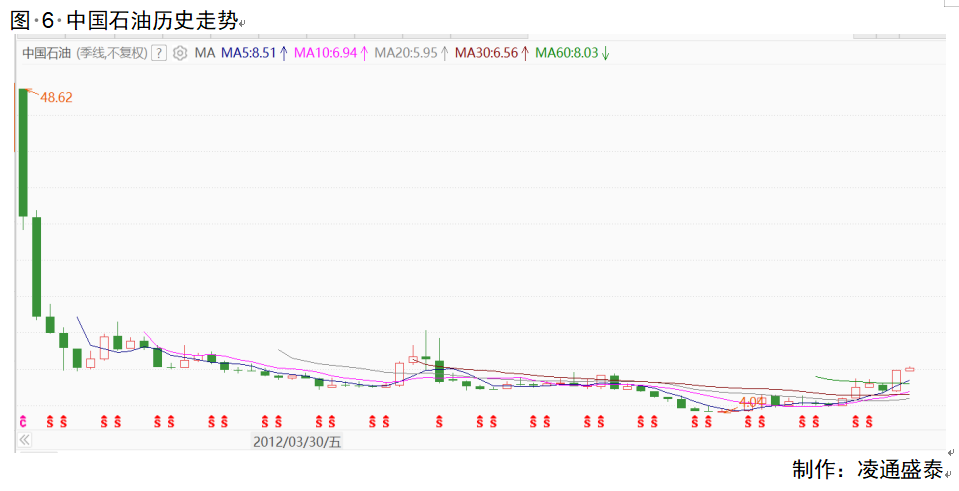 图 6 中国石油历史走势
中国石油 (季线,不复权) ? MA MA5:8.51↑ MA10:6.94↑ MA20:5.95↑ MA30:6.56↑ MA60:8.03↓
48.62
4.04
C S S S S S S S S S S S S S S S S S S S S S S S S S S S S S S
2012/03/30/五
制作：凌通盛泰